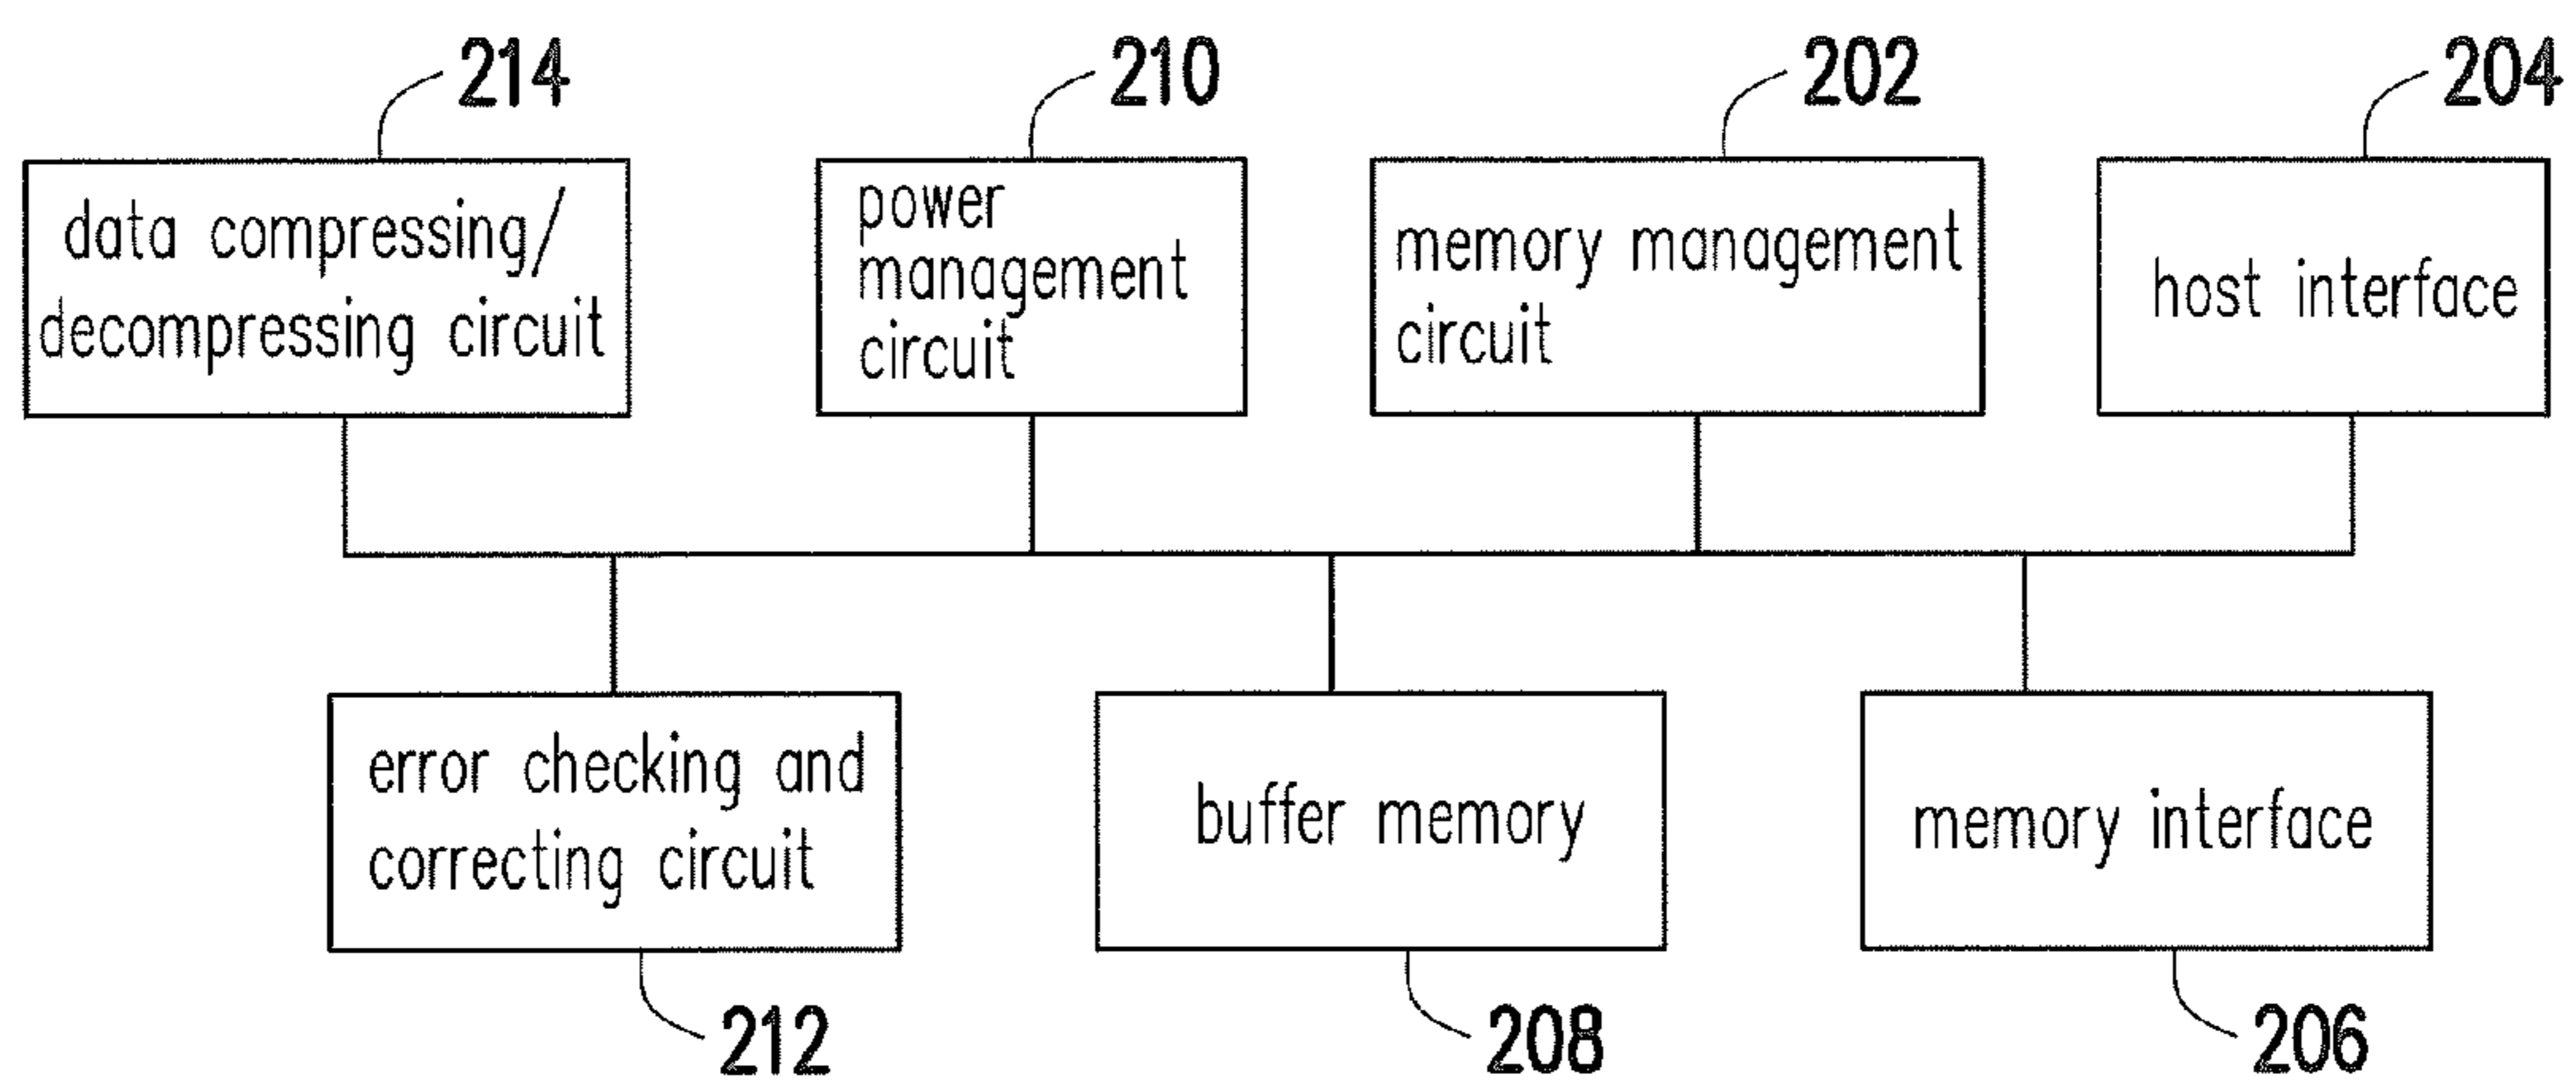 214
210
202
204
data compressing/
decompressing circuit
power
management
circuit
memory management
circuit
host interface
error checking and
correcting circuit
buffer memory
memory interface
212
208
206